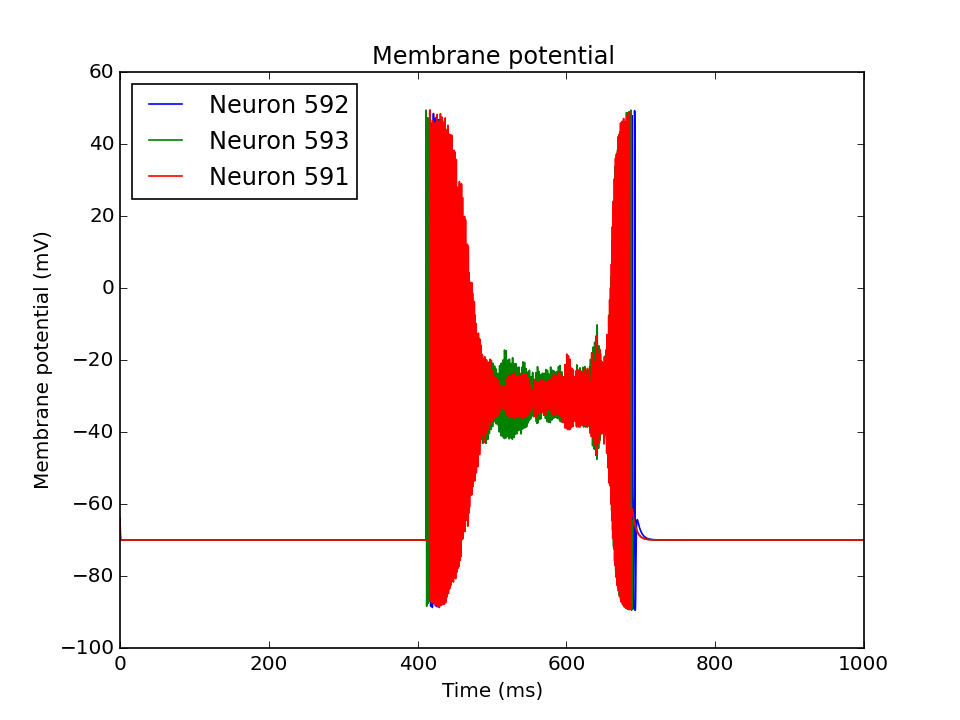 Membrane potential
60
40
20
0
−20
−40
−60
−80
−100
Membrane potential (mV)
Neuron 592
Neuron 593
Neuron 591
0 200 400 600 800 1000
Time (ms)